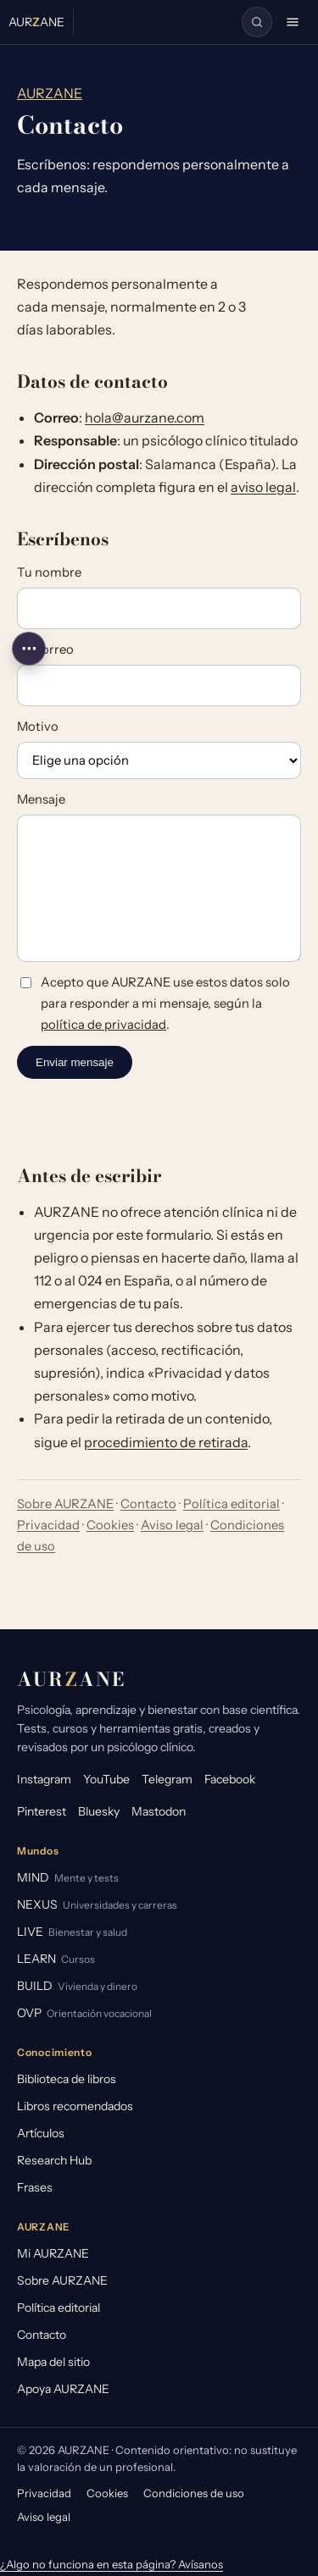 AURZANE
AURZANE
Contacto
Escríbenos: respondemos personalmente a
cada mensaje.
Respondemos personalmente a
cada mensaje, normalmente en 2 o 3
días laborables.
Datos de contacto
• Correo: hola@aurzane.com
• Responsable: un psicólogo clínico titulado
• Dirección postal: Salamanca (España). La
dirección completa figura en el aviso legal.
Escríbenos
Tu nombre
orreo
Motivo
Elige una opción
Mensaje
Acepto que AURZANE use estos datos solo
para responder a mi mensaje, según la
política de privacidad.
Enviar mensaje
Antes de escribir
• AURZANE no ofrece atención clínica ni de
urgencia por este formulario. Si estás en
peligro o piensas en hacerte daño, llama al
112 o al 024 en España, o al número de
emergencias de tu país.
• Para ejercer tus derechos sobre tus datos
personales (acceso, rectificación,
supresión), indica «Privacidad y datos
personales» como motivo.
• Para pedir la retirada de un contenido,
sigue el procedimiento de retirada.
Sobre AURZANE · Contacto · Política editorial ·
Privacidad · Cookies · Aviso legal · Condiciones
de uso
AURZANE
Psicología, aprendizaje y bienestar con base científica.
Tests, cursos y herramientas gratis, creados y
revisados por un psicólogo clínico.
Instagram YouTube Telegram Facebook
Pinterest Bluesky Mastodon
Mundos
MIND Mente y tests
NEXUS Universidades y carreras
LIVE Bienestar y salud
LEARN Cursos
BUILD Vivienda y dinero
OVP Orientación vocacional
Conocimiento
Biblioteca de libros
Libros recomendados
Artículos
Research Hub
Frases
AURZANE
Mi AURZANE
Sobre AURZANE
Política editorial
Contacto
Mapa del sitio
Apoya AURZANE
© 2026 AURZANE · Contenido orientativo: no sustituye
la valoración de un profesional.
Privacidad Cookies Condiciones de uso
Aviso legal
¿Algo no funciona en esta página? Avísanos